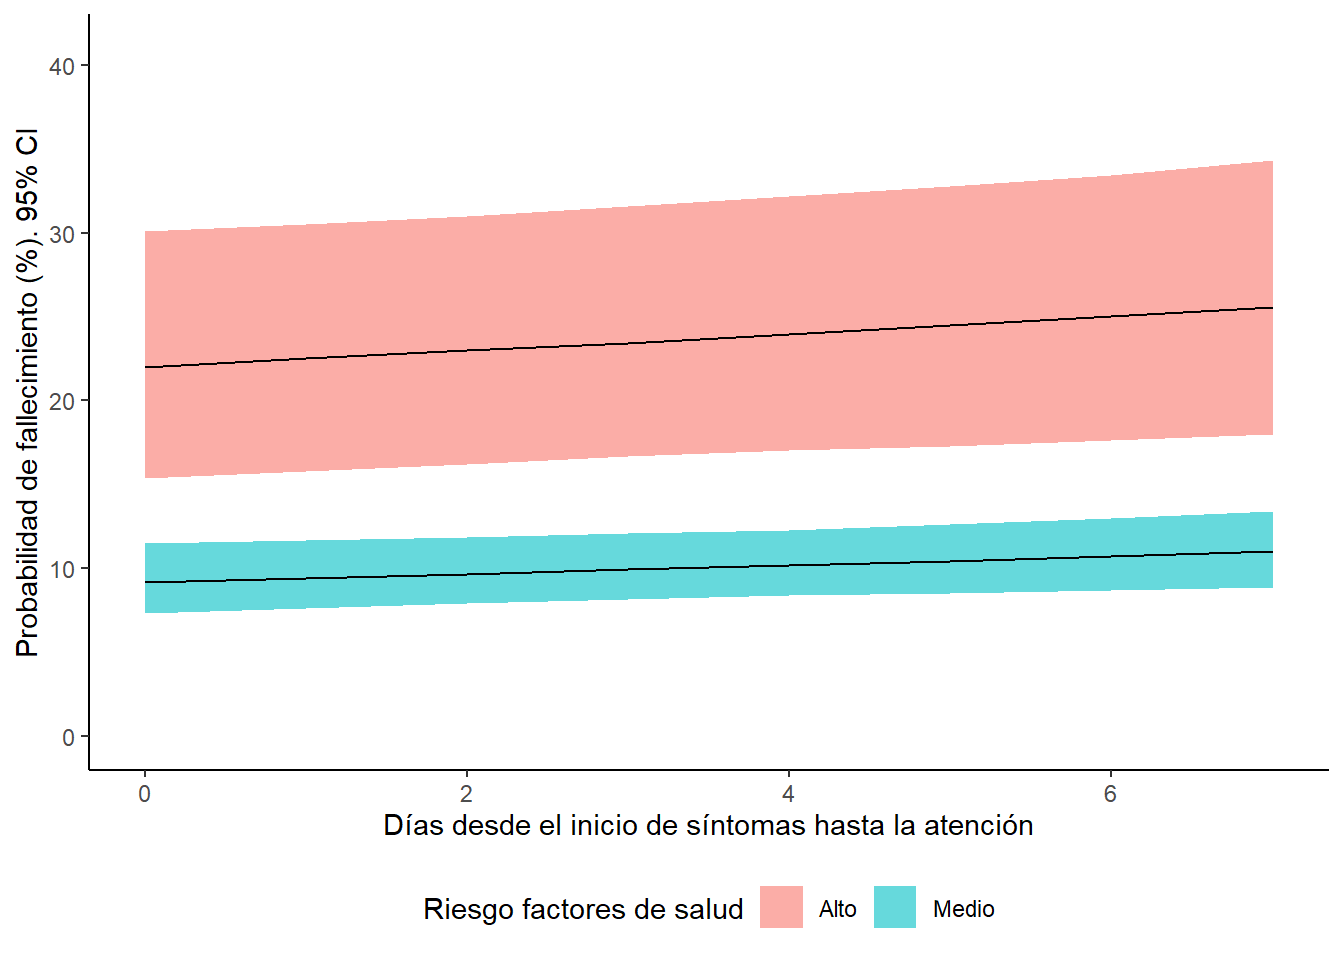 Probabilidad de fallecimiento (%). 95% CI
40
30
20
10
0
0 2 4 6
Días desde el inicio de síntomas hasta la atención
Riesgo factores de salud Alto Medio